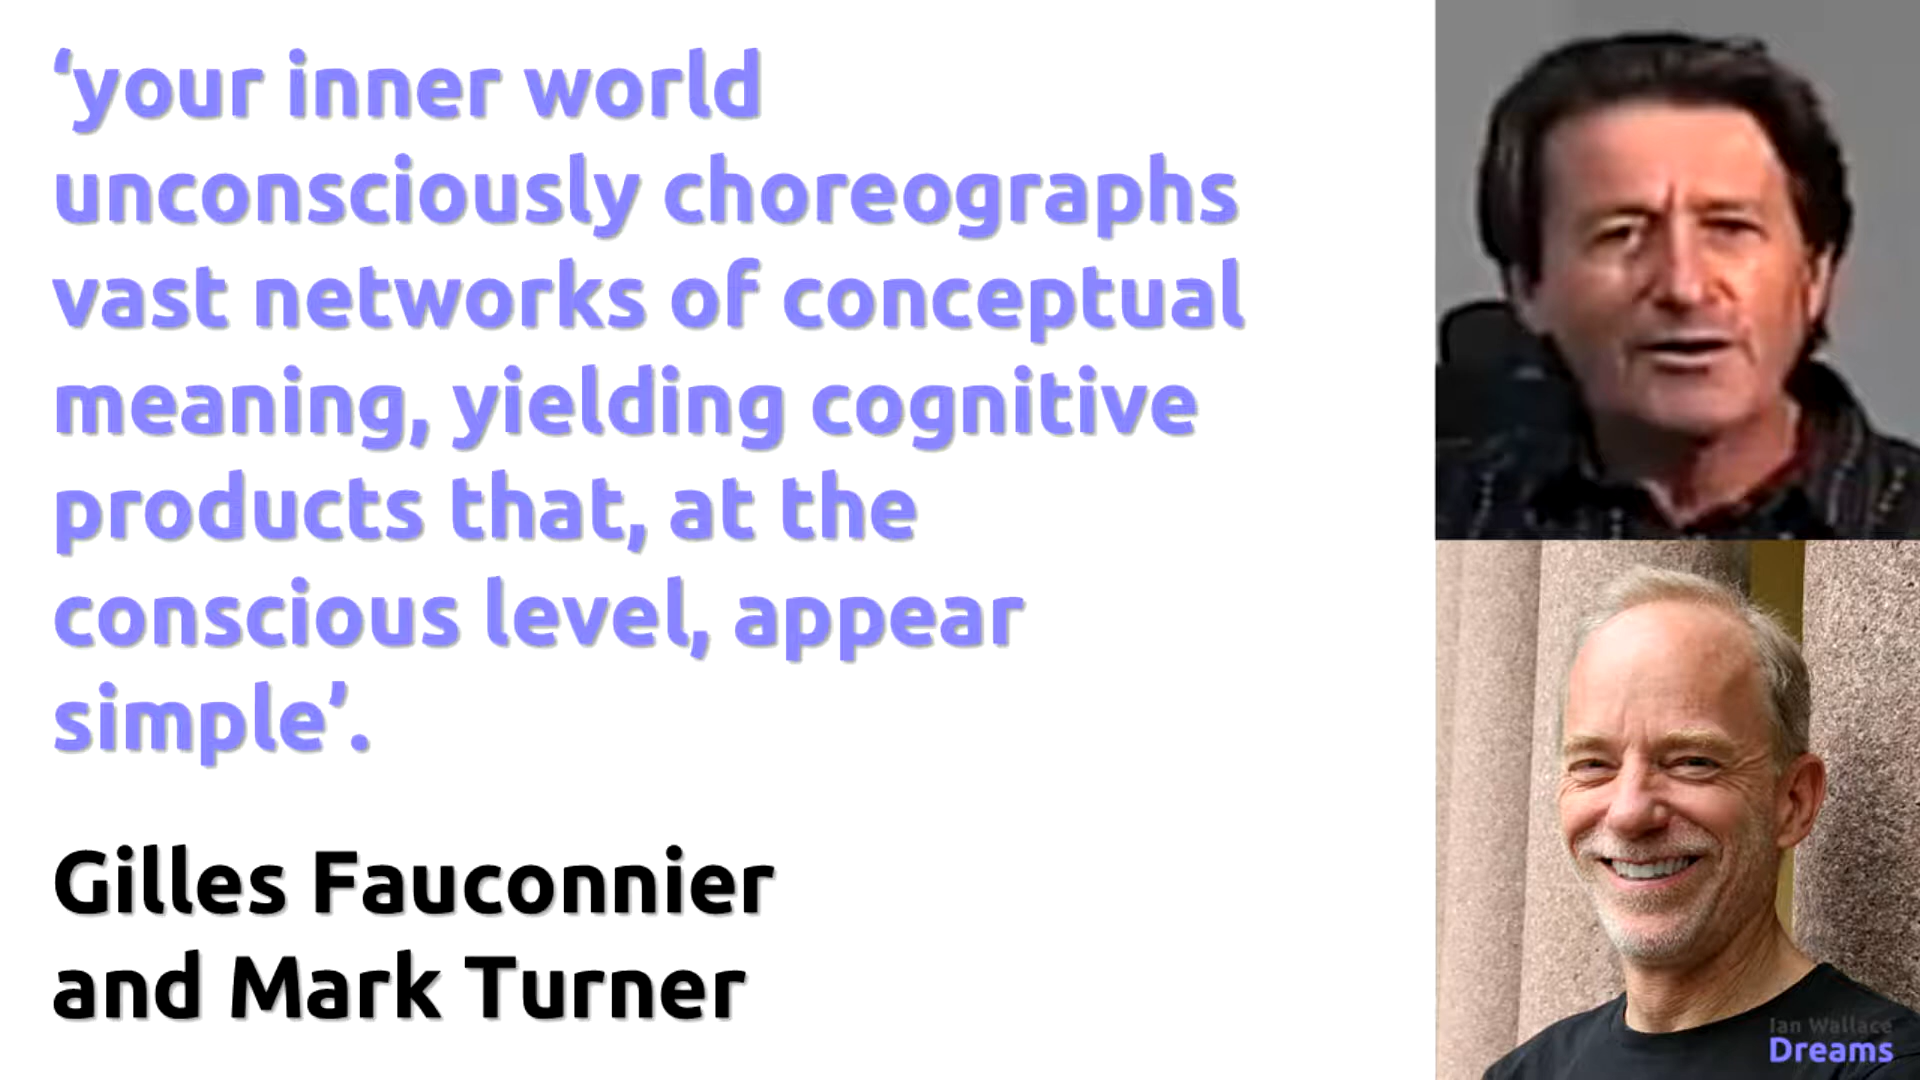 ‘your inner world
unconsciously choreographs
vast networks of conceptual
meaning, yielding cognitive
products that, at the
conscious level, appear
simple’.
Gilles Fauconnier
and Mark Turner
Ian Wallace
Dreams